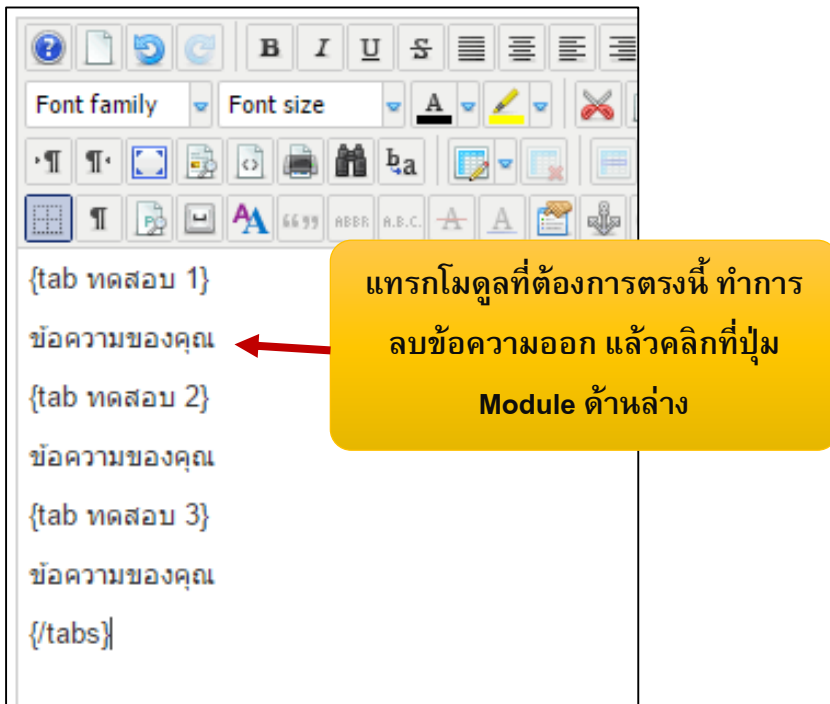 B I U S
Font family Font size A
b a
66 99 ABBR A.B.C. A A
{tab ทดสอบ 1}
ข้อความของคุณ
{tab ทดสอบ 2}
ข้อความของคุณ
{tab ทดสอบ 3}
ข้อความของคุณ
{/tabs}
แทรกโมดูลที่ต้องการตรงนี้ ทำการ
ลบข้อความออก แล้วคลิกที่ปุ่ม
Module ด้านล่าง